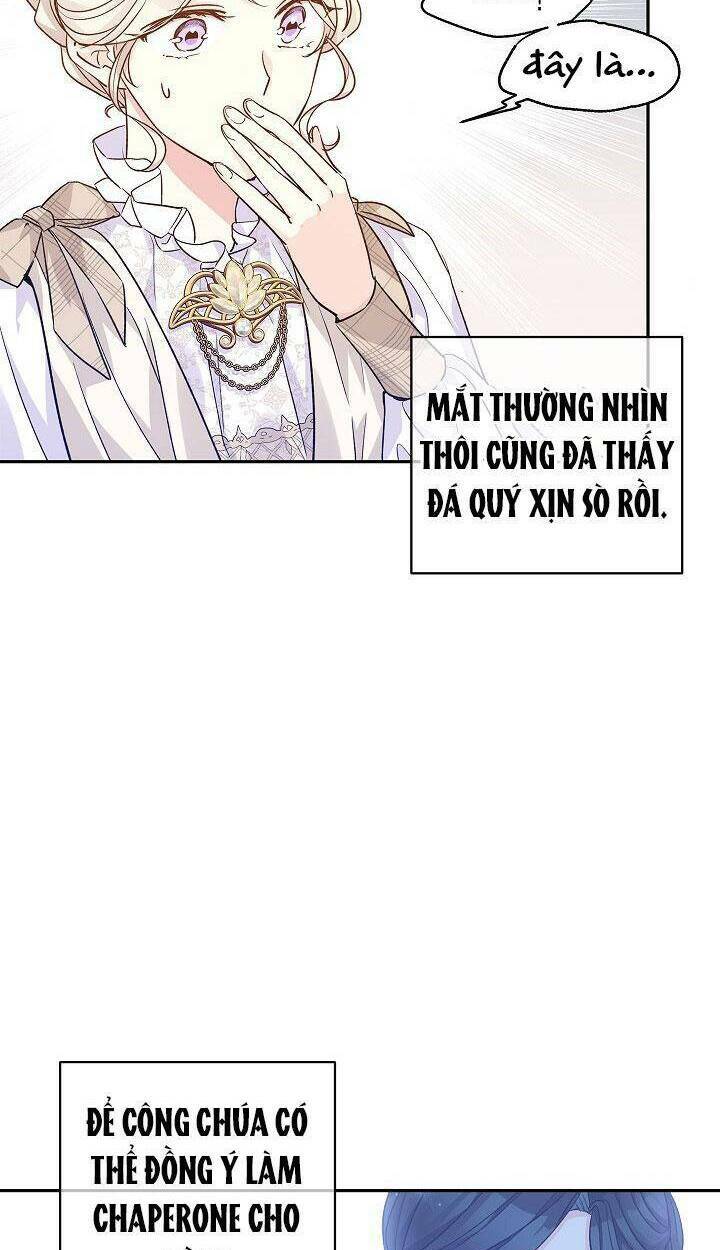 đây là...
MẮT THƯỜNG NHÌN
THÔI CŨNG ĐÃ THẤY
ĐÁ QUÝ XỊN SÒ RỒI.
ĐỂ CÔNG CHÚA CÓ
THỂ ĐỒNG Ý LÀM
CHAPERONE CHO